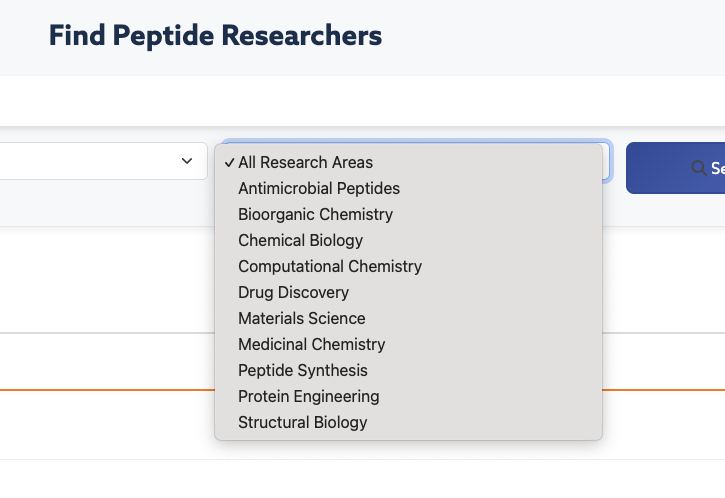 Find Peptide Researchers
✓ All Research Areas
Antimicrobial Peptides
Bioorganic Chemistry
Chemical Biology
Computational Chemistry
Drug Discovery
Materials Science
Medicinal Chemistry
Peptide Synthesis
Protein Engineering
Structural Biology